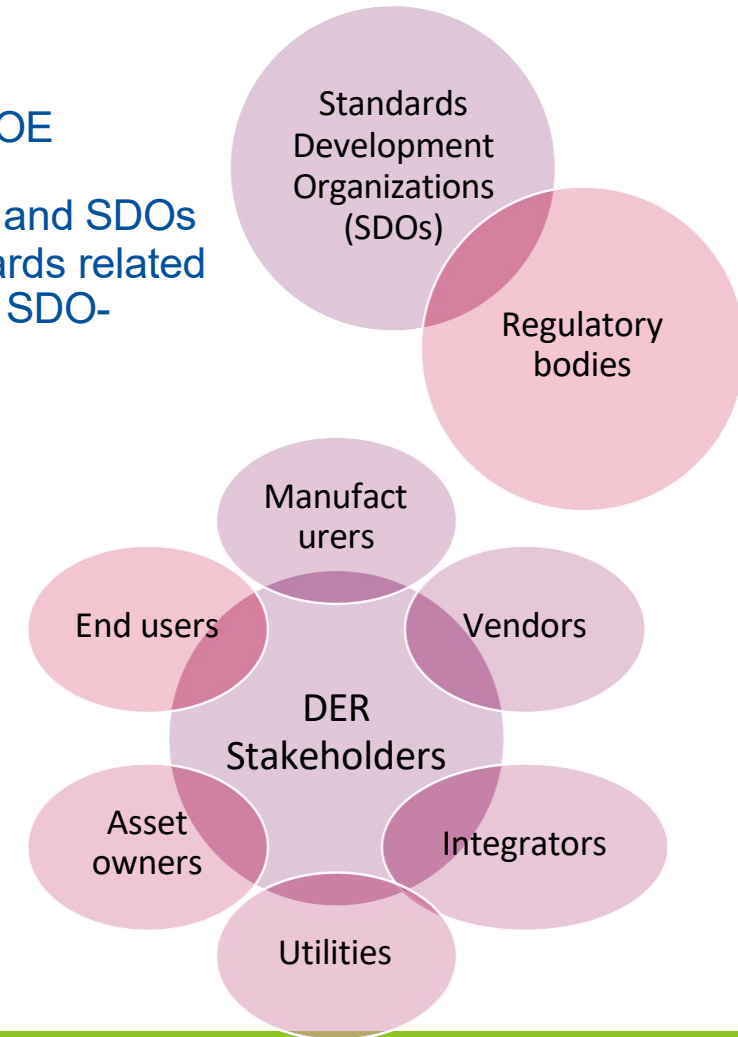 OE
and SDOs
ards related
SDO-
Standards
Development
Organizations
(SDOs)
Regulatory
bodies
Manufact
urers
End users
Vendors
DER
Stakeholders
Asset
owners
Integrators
Utilities